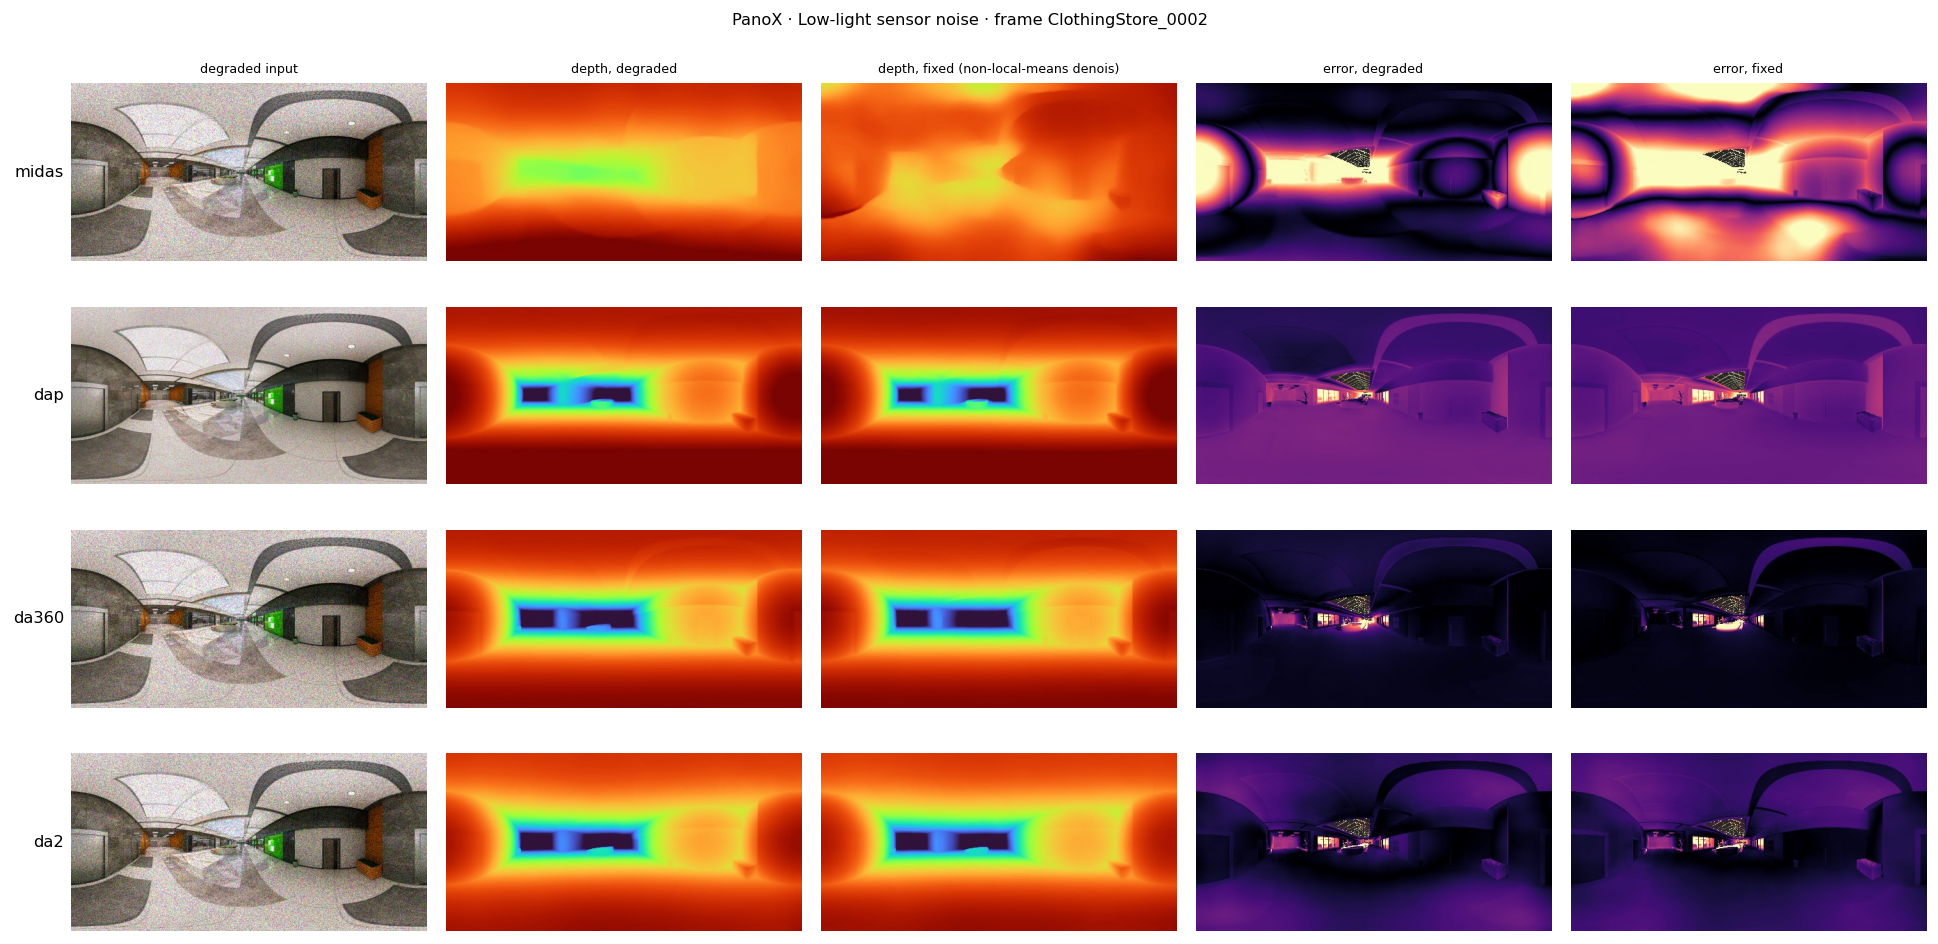 PanoX · Low-light sensor noise · frame ClothingStore_0002
degraded input
depth, degraded
depth, fixed (non-local-means denois)
error, degraded
error, fixed
midas
dap
da360
da2